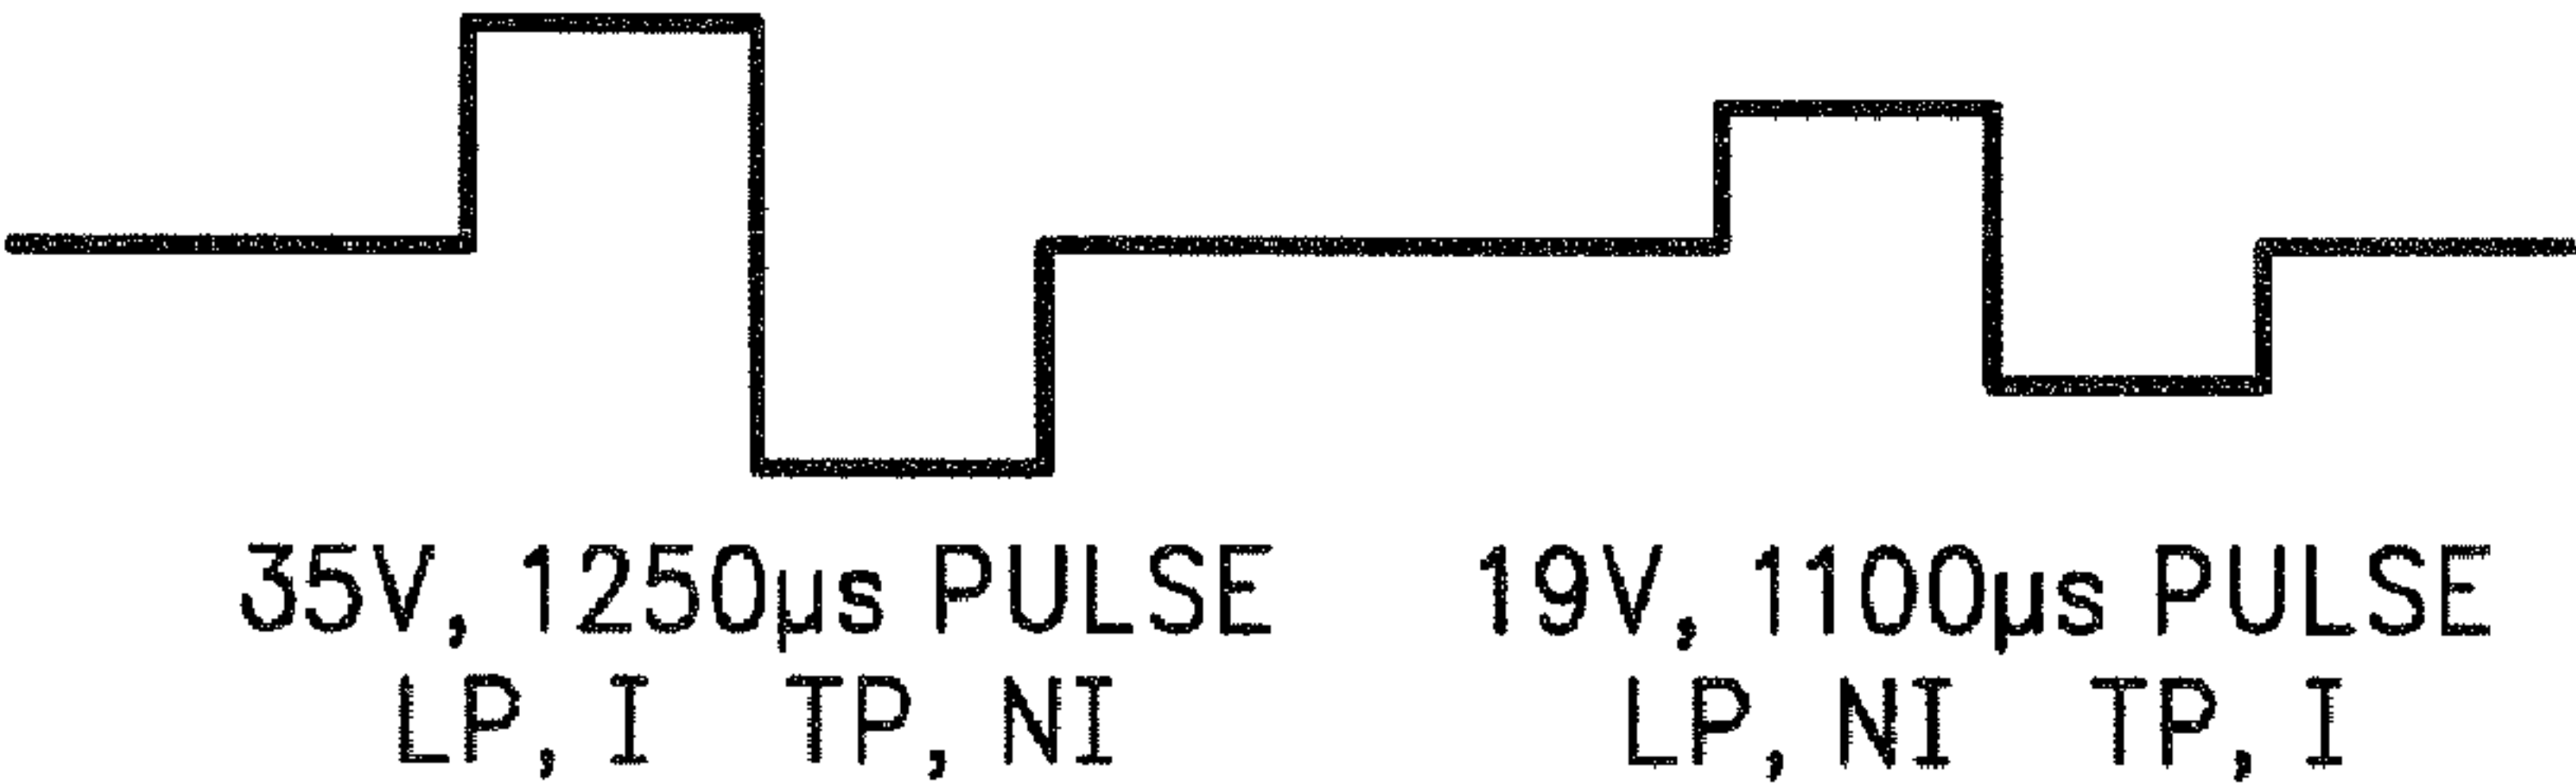 35V, 1250µs PULSE
LP, I TP, NI
19V, 1100µs PULSE
LP, NI TP, I